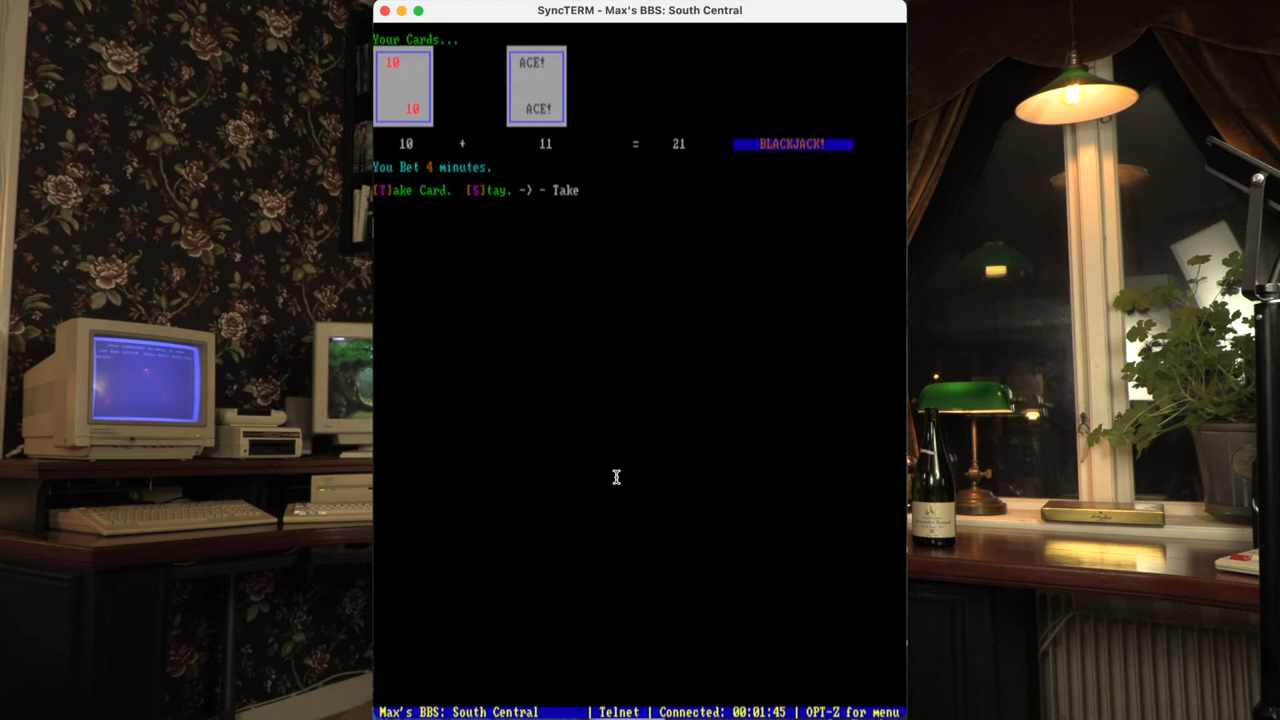 SyncTERM - Max's BBS: South Central
Your Cards...
10 ACE!
10 ACE!
10 + 11 = 21 BLACKJACK!
You Bet 4 minutes.
[T]ake Card. [S]tay. -> - Take
Max's BBS: South Central | Telnet | Connected: 00:01:45 | OPT-Z for menu